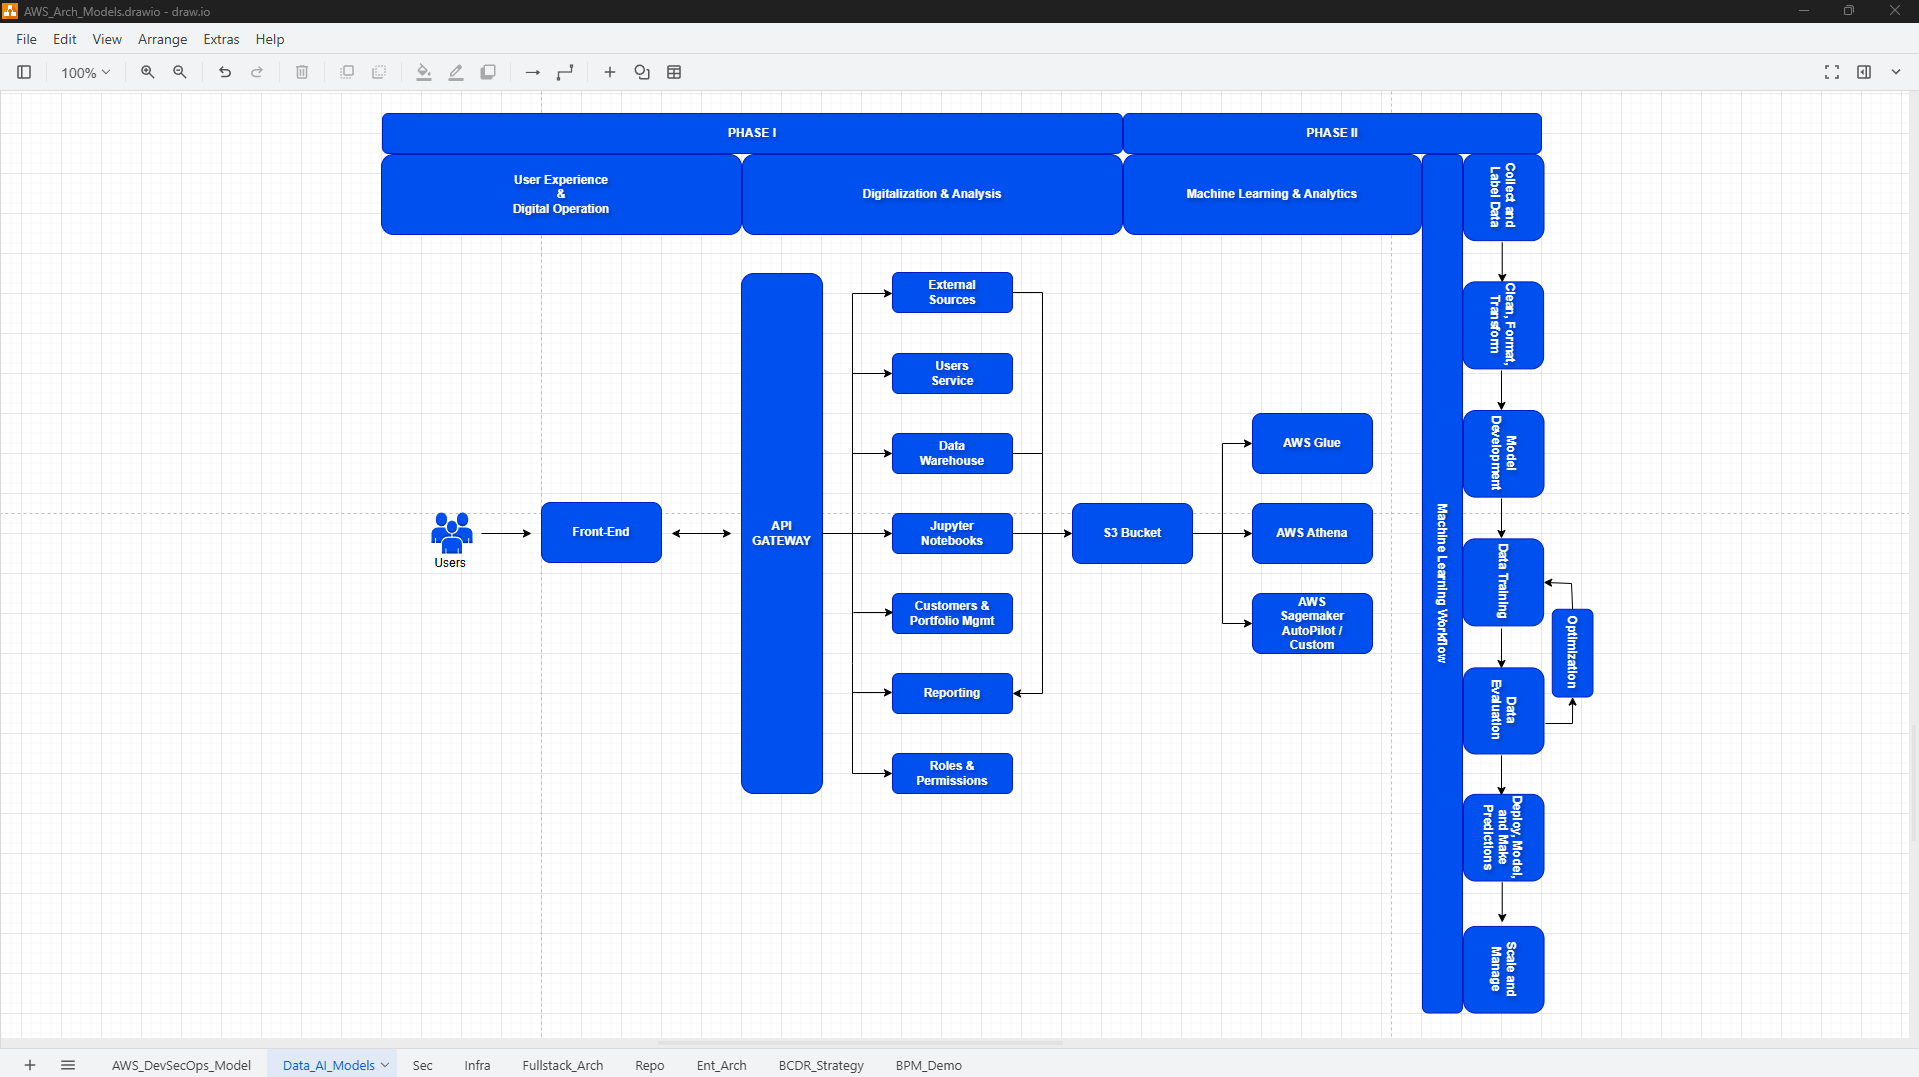 AWS_Arch_Models.drawio - draw.io
File
Edit
View
Arrange
Extras
Help
100%
PHASE I
PHASE II
User Experience
&
Digital Operation
Digitalization & Analysis
Machine Learning & Analytics
Collect and
Label Data
Clean, Format,
Transform
Model
Development
Data Training
Optimization
Data
Evaluation
Deploy, Model,
and Make
Predictions
Scale and
Manage
Machine Learning Workflow
Users
Front-End
API
GATEWAY
External
Sources
Users
Service
Data
Warehouse
Jupyter
Notebooks
Customers &
Portfolio Mgmt
Reporting
Roles &
Permissions
S3 Bucket
AWS Glue
AWS Athena
AWS
Sagemaker
AutoPilot /
Custom
AWS_DevSecOps_Model
Data_AI_Models
Sec
Infra
Fullstack_Arch
Repo
Ent_Arch
BCDR_Strategy
BPM_Demo